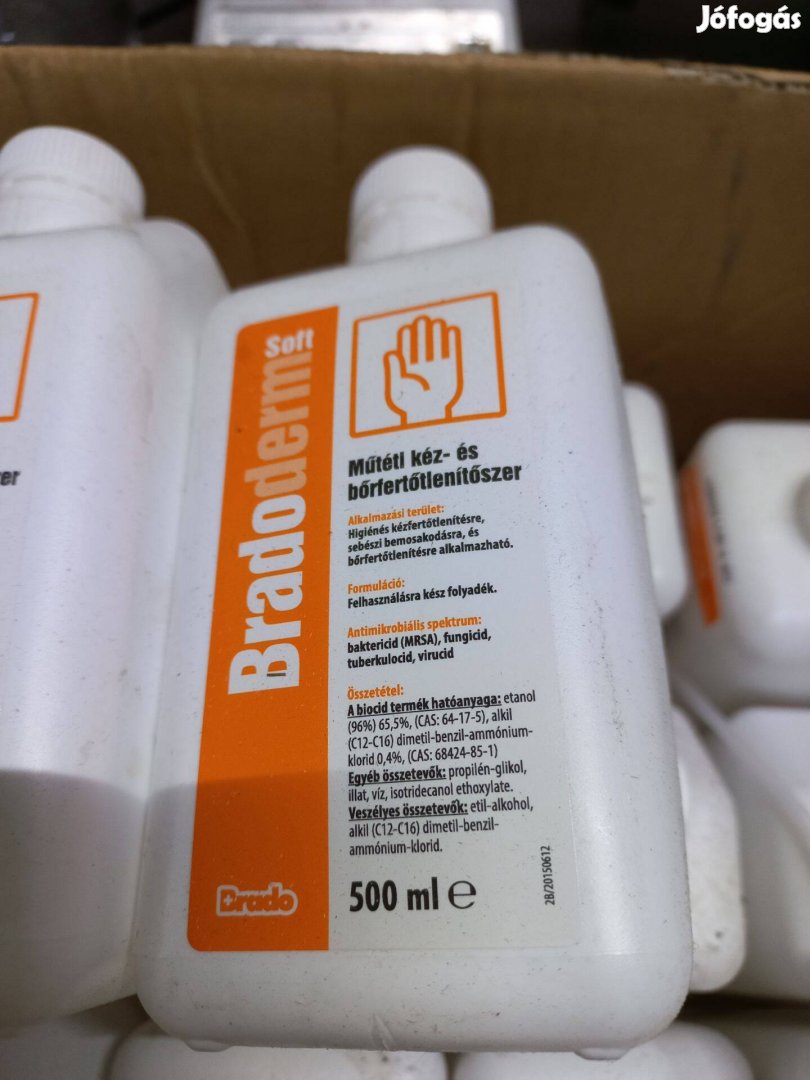 Jófogás
Bradoderm Soft
Műtéti kéz- és
bőrfertőtlenítőszer
Alkalmazási terület:
Higiénés kézfertőtlenítésre,
sebészi bemosakodásra, és
bőrfertőtlenítésre alkalmazható.
Formuláció:
Felhasználásra kész folyadék.
Antimikrobiális spektrum:
baktericid (MRSA), fungicid,
tuberkulocid, virucid
Összetétel:
A biocid termék hatóanyaga: etanol
(96%) 65,5%, (CAS: 64-17-5), alkil
(C12-C16) dimetil-benzil-ammónium-
klorid 0,4%, (CAS: 68424-85-1)
Egyéb összetevők: propilén-glikol,
illat, víz, isotridecanol ethoxylate.
Veszélyes összetevők: etil-alkohol,
alkil (C12-C16) dimetil-benzil-
ammónium-klorid.
Brado
500 ml ℮
2B/20150612
er